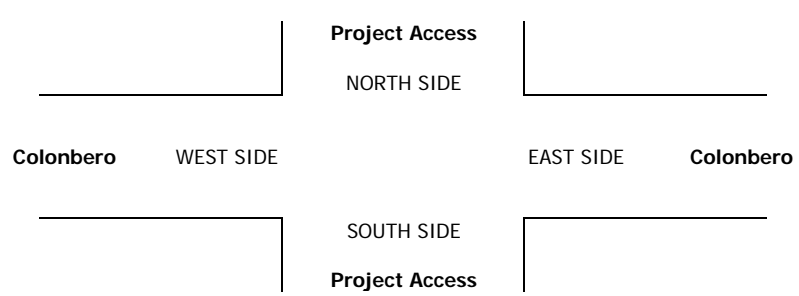 Project Access
NORTH SIDE
Colonbero WEST SIDE EAST SIDE Colonbero
SOUTH SIDE
Project Access